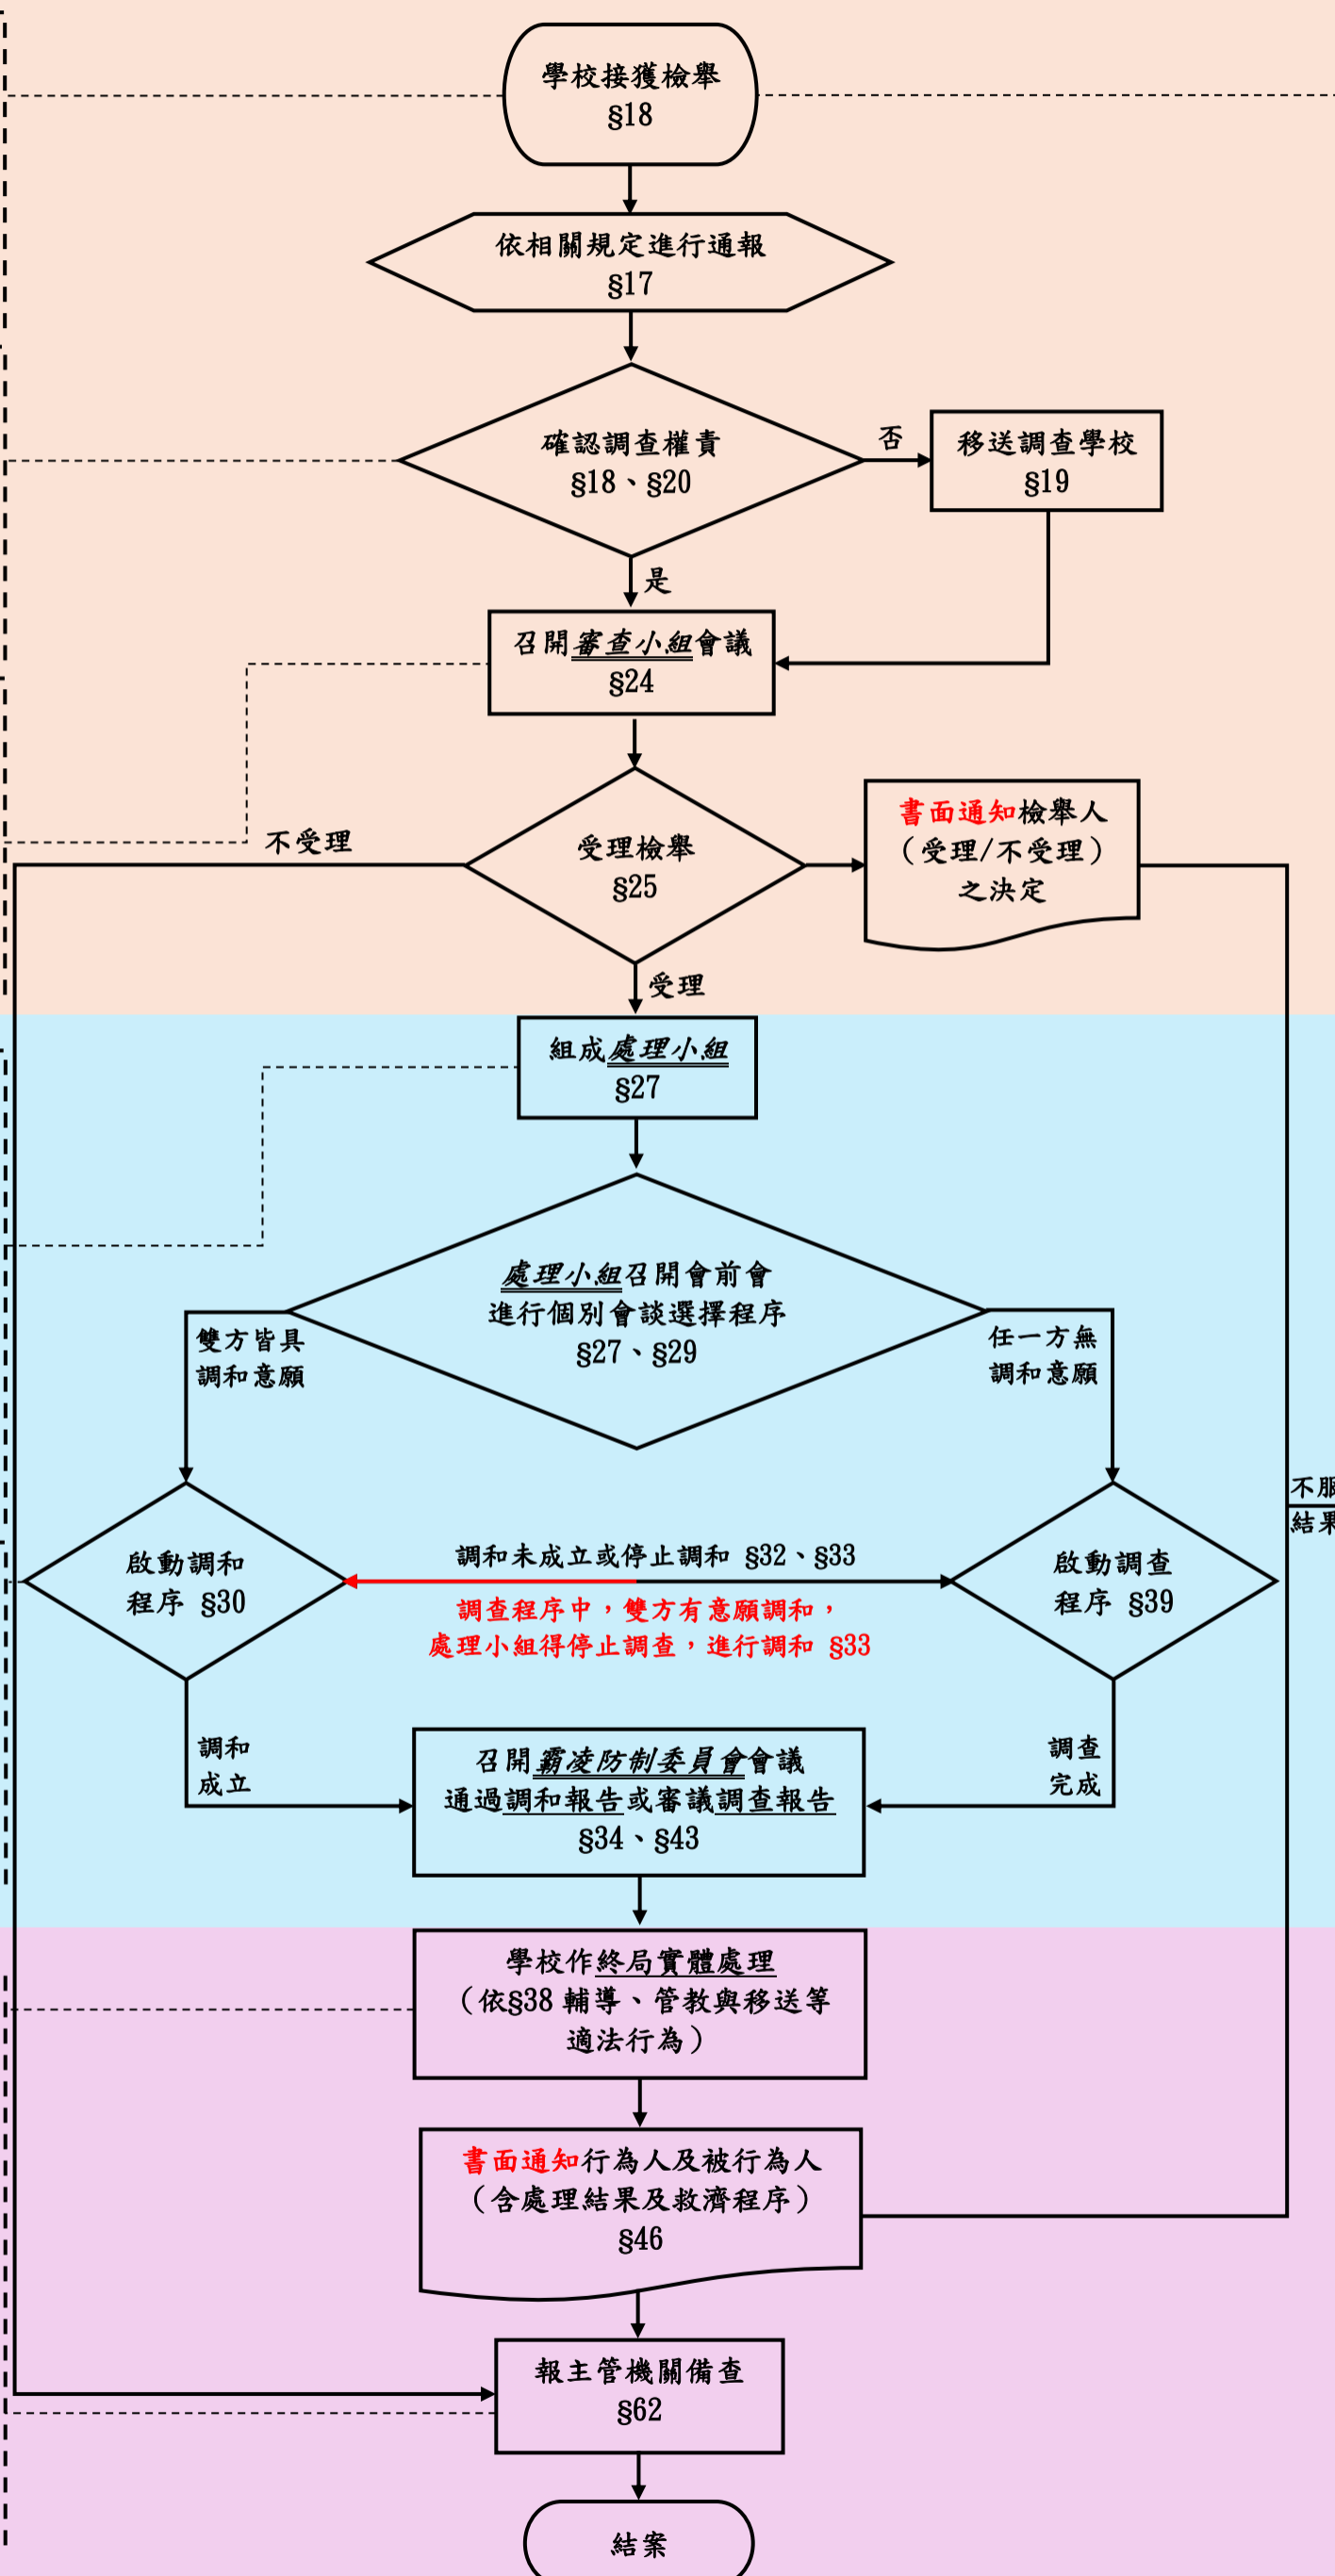 學校接獲檢舉
§18
依相關規定進行通報
§17
確認調查權責
§18、§20
否
移送調查學校
§19
是
召開審查小組會議
§24
不受理
受理檢舉
§25
書面通知檢舉人
（受理/不受理）
之決定
受理
組成處理小組
§27
處理小組召開會前會
進行個別會談選擇程序
§27、§29
雙方皆具
調和意願
任一方無
調和意願
不服
結果
啟動調和
程序 §30
調和未成立或停止調和 §32、§33
調查程序中，雙方有意願調和，
處理小組得停止調查，進行調和 §33
啟動調查
程序 §39
調和
成立
召開霸凌防制委員會會議
通過調和報告或審議調查報告
§34、§43
調查
完成
學校作終局實體處理
（依§38 輔導、管教與移送等
適法行為）
書面通知行為人及被行為人
（含處理結果及救濟程序）
§46
報主管機關備查
§62
結案